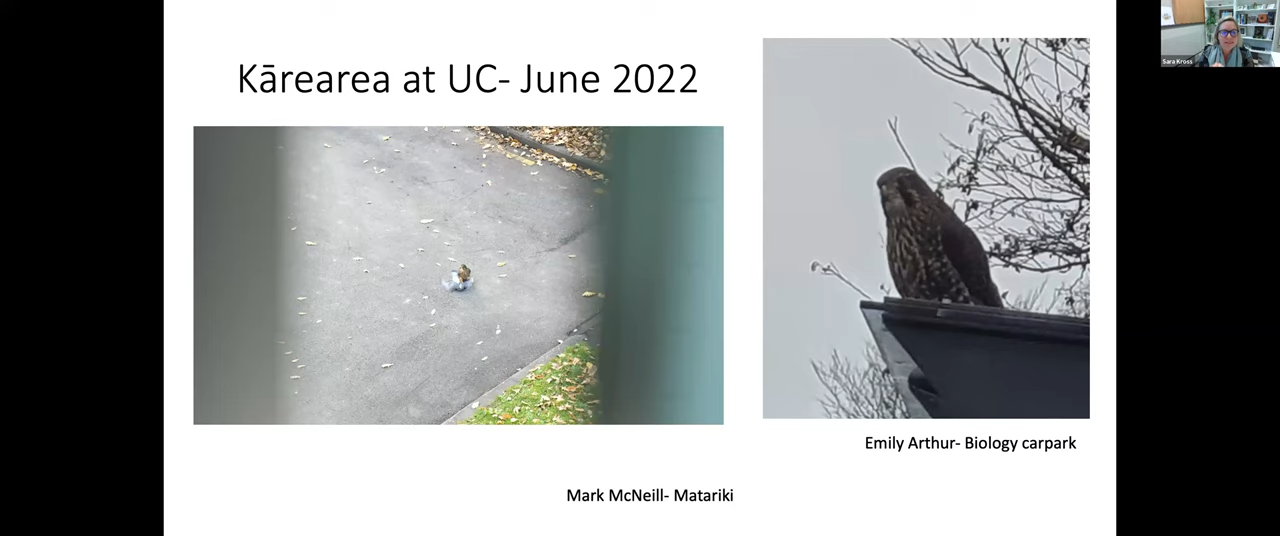 Kārearea at UC- June 2022
Sara Kross
Emily Arthur- Biology carpark
Mark McNeill- Matariki